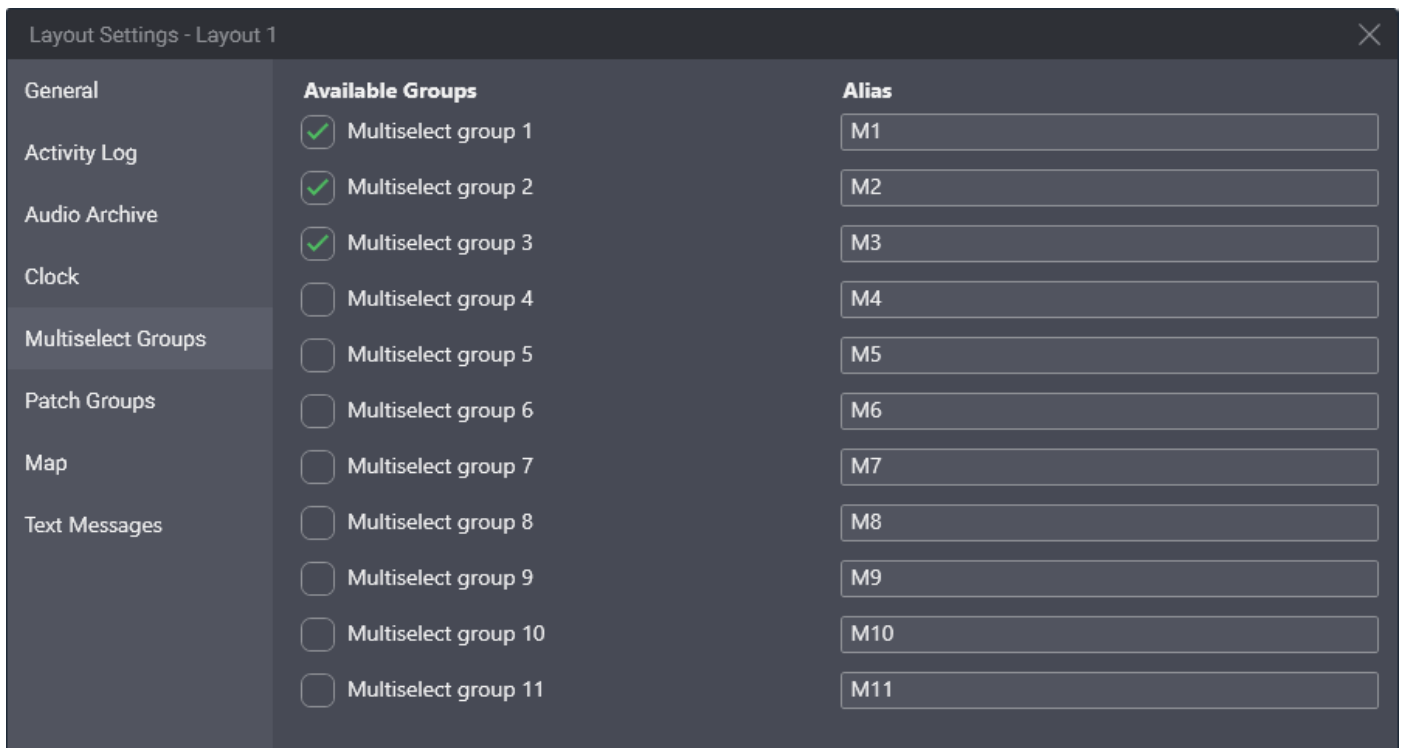 Layout Settings - Layout 1
General
Activity Log
Audio Archive
Clock
Multiselect Groups
Patch Groups
Map
Text Messages
Available Groups Alias
Multiselect group 1 M1
Multiselect group 2 M2
Multiselect group 3 M3
Multiselect group 4 M4
Multiselect group 5 M5
Multiselect group 6 M6
Multiselect group 7 M7
Multiselect group 8 M8
Multiselect group 9 M9
Multiselect group 10 M10
Multiselect group 11 M11